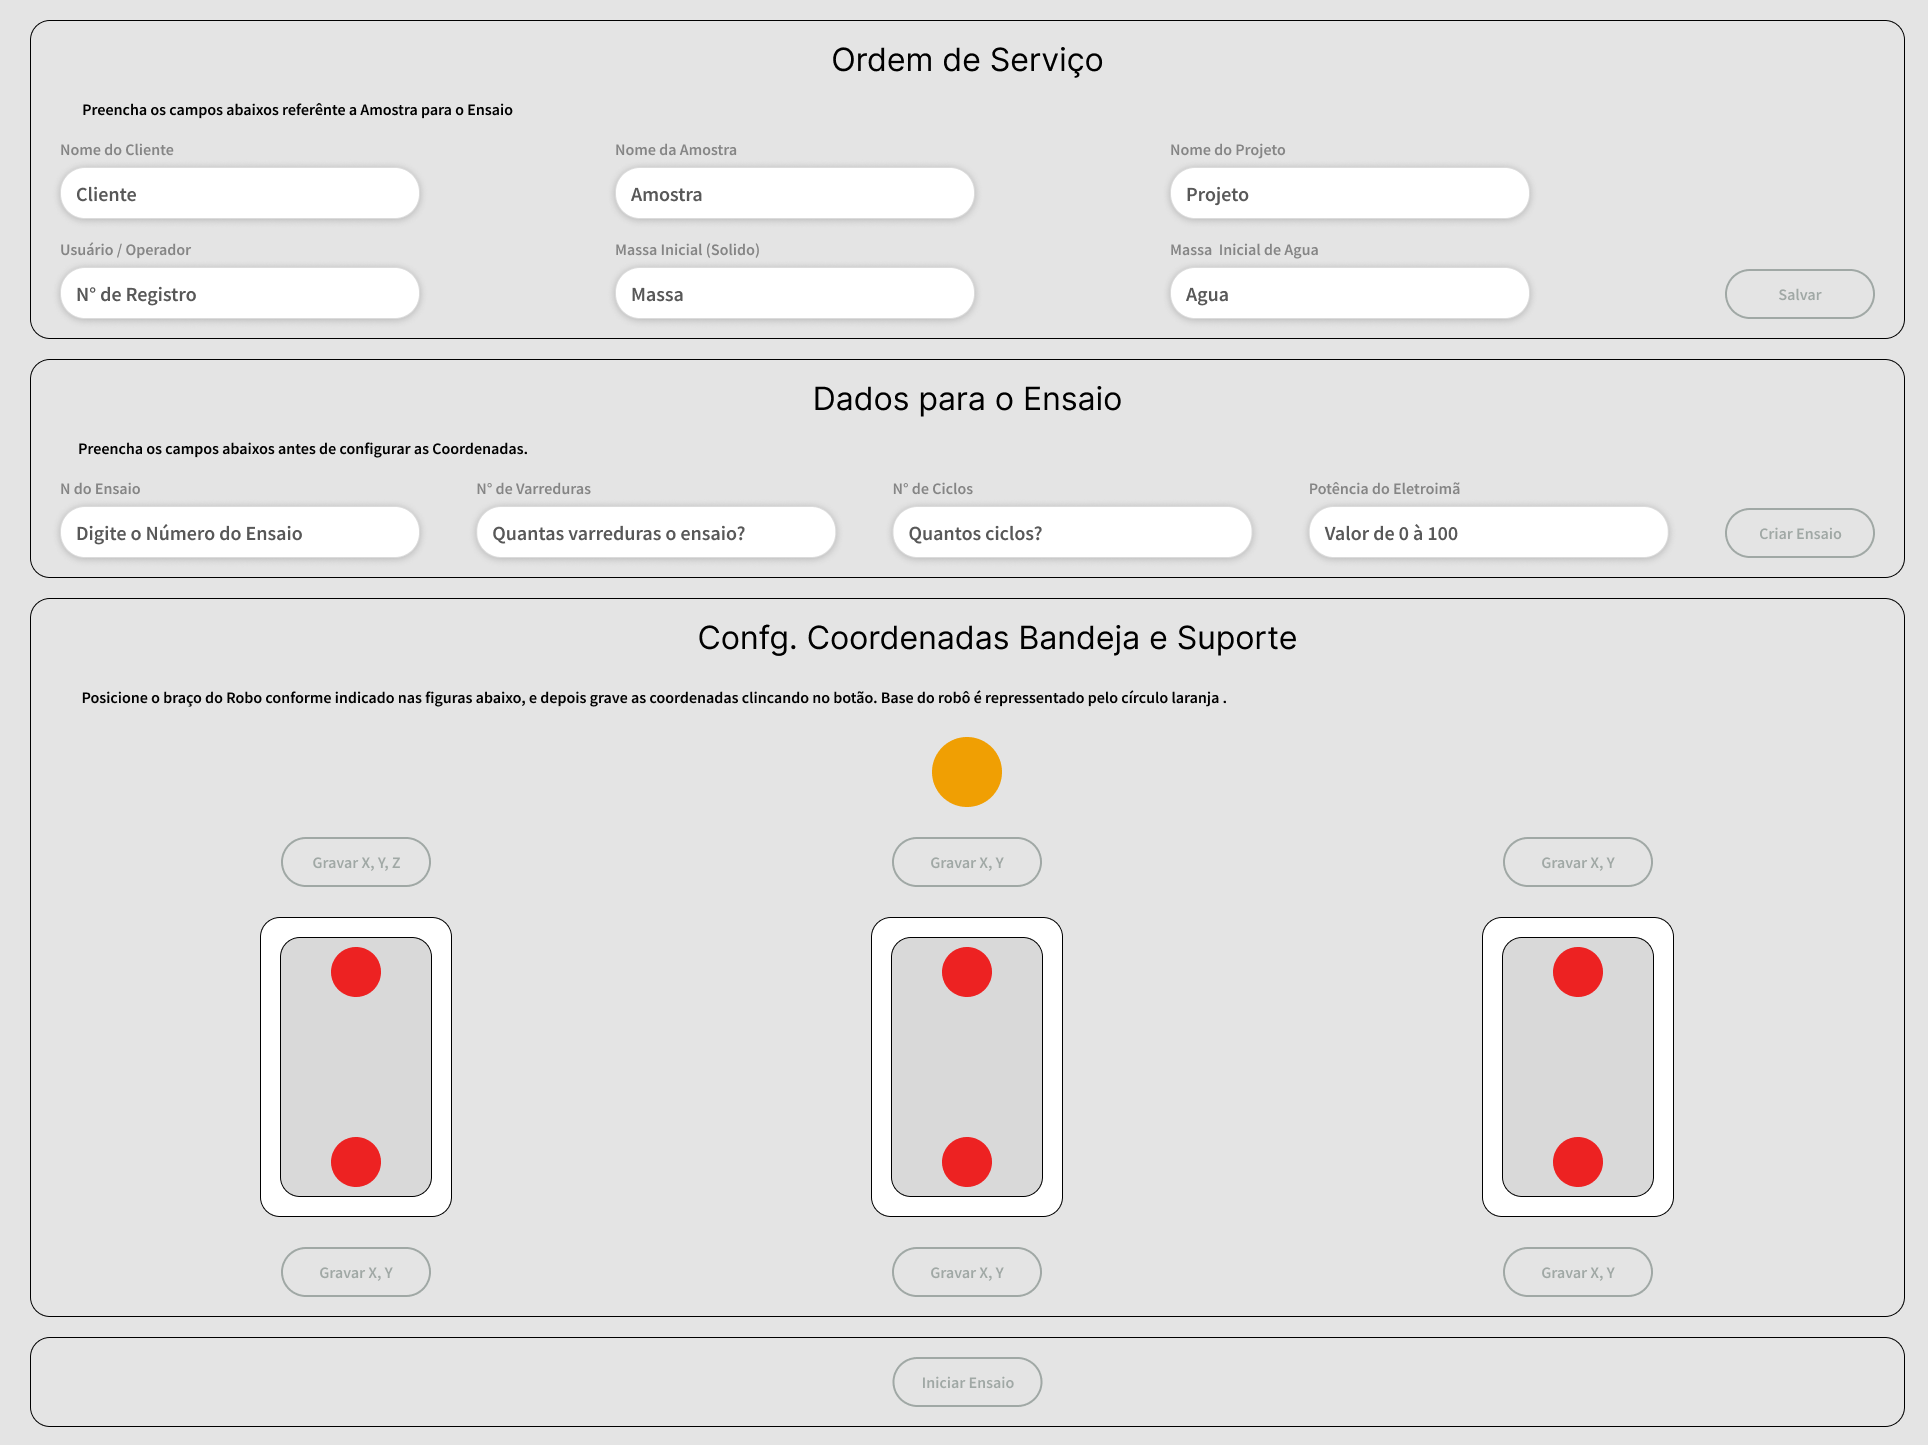 Ordem de Serviço
Preencha os campos abaixos referênte a Amostra para o Ensaio
Nome do Cliente
Nome da Amostra
Nome do Projeto
Cliente
Amostra
Projeto
Usuário / Operador
Massa Inicial (Solido)
Massa  Inicial de Agua
N° de Registro
Massa
Agua
Salvar
Dados para o Ensaio
Preencha os campos abaixos antes de configurar as Coordenadas.
N do Ensaio
N° de Varreduras
N° de Ciclos
Potência do Eletroimã
Digite o Número do Ensaio
Quantas varreduras o ensaio?
Quantos ciclos?
Valor de 0 à 100
Criar Ensaio
Confg. Coordenadas Bandeja e Suporte
Posicione o braço do Robo conforme indicado nas figuras abaixo, e depois grave as coordenadas clincando no botão. Base do robô é repressentado pelo círculo laranja .
Gravar X, Y, Z
Gravar X, Y
Gravar X, Y
Gravar X, Y
Gravar X, Y
Gravar X, Y
Iniciar Ensaio